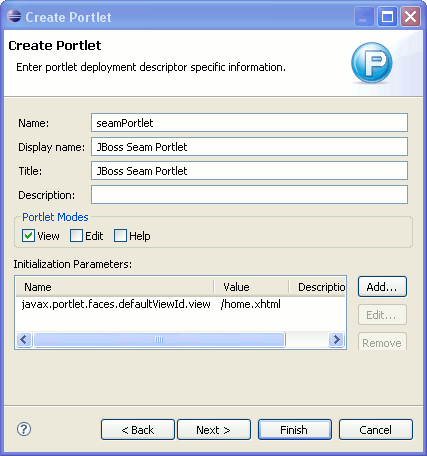 Create Portlet
Create Portlet
Enter portlet deployment descriptor specific information.
P
Name: seamPortlet
Display name: JBoss Seam Portlet
Title: JBoss Seam Portlet
Description:
Portlet Modes
View Edit Help
Initialization Parameters:
Name Value Descriptio
javax.portlet.faces.defaultViewId.view /home.xhtml
Add...
Edit...
Remove
? < Back Next > Finish Cancel